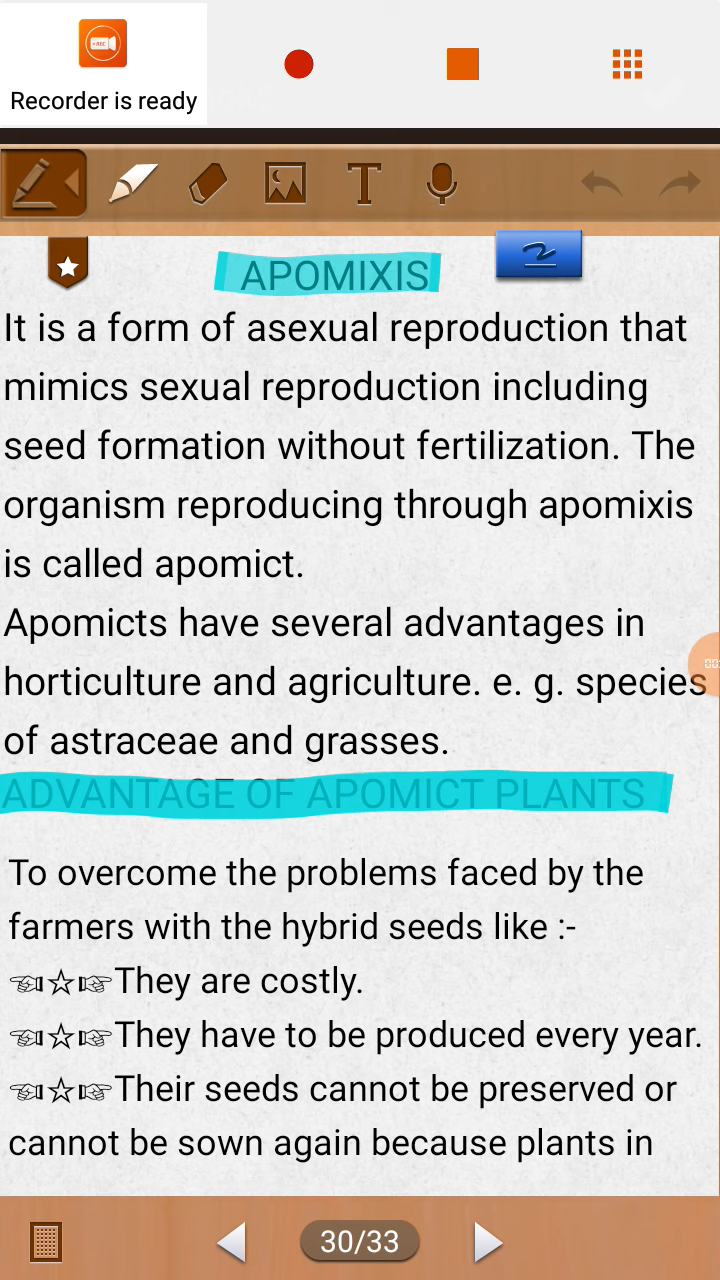 Recorder is ready
APOMIXIS
It is a form of asexual reproduction that
mimics sexual reproduction including
seed formation without fertilization. The
organism reproducing through apomixis
is called apomict.
Apomicts have several advantages in
horticulture and agriculture. e. g. species
of astraceae and grasses.
ADVANTAGE OF APOMICT PLANTS
To overcome the problems faced by the
farmers with the hybrid seeds like :-
☜☆☞They are costly.
☜☆☞They have to be produced every year.
☜☆☞Their seeds cannot be preserved or
cannot be sown again because plants in
30/33